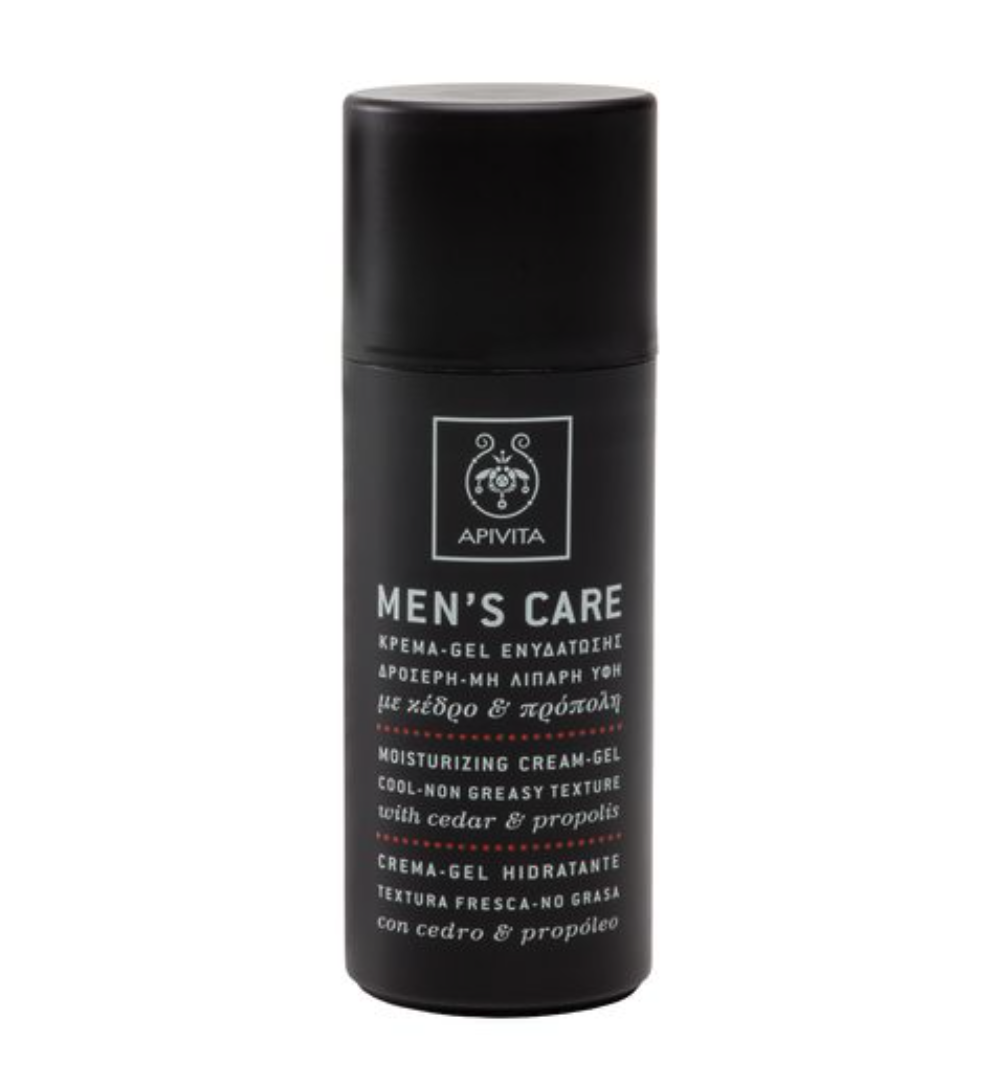 APIVITA
MEN'S CARE
ΚΡΕΜΑ-GEL ΕΝΥΔΑΤΩΣΗΣ
ΔΡΟΣΕΡΗ-ΜΗ ΛΙΠΑΡΗ ΥΦΗ
με κέδρο & πρόπολη
MOISTURIZING CREAM-GEL
COOL-NON GREASY TEXTURE
with cedar & propolis
CREMA-GEL HIDRATANTE
TEXTURA FRESCA-NO GRASA
con cedro & propóleo